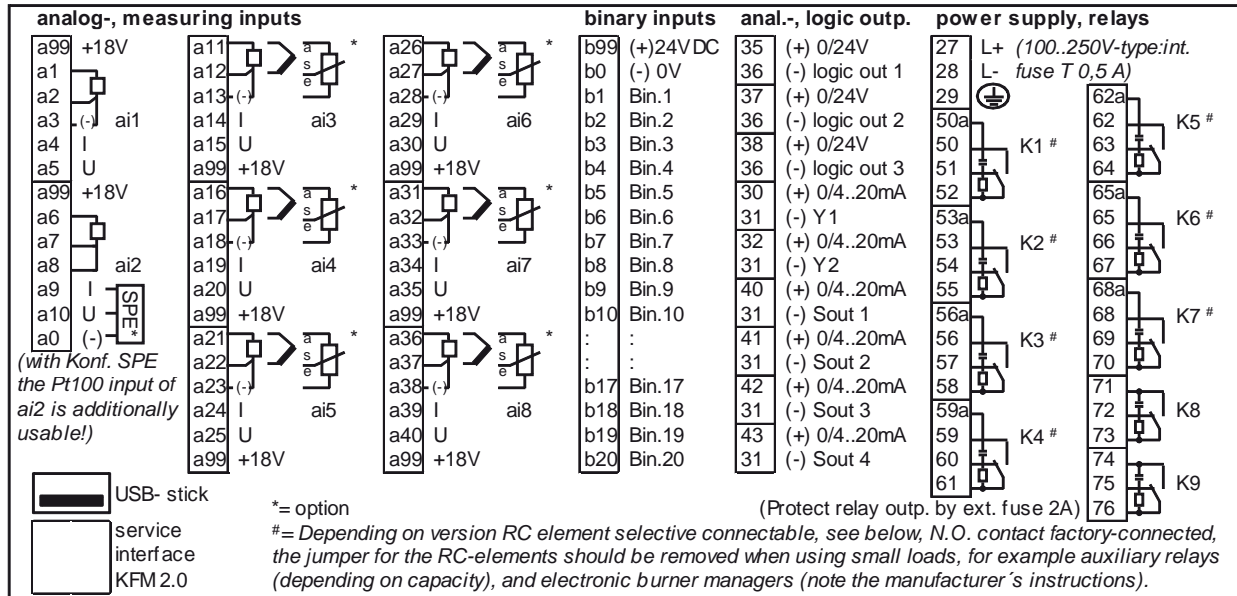 analog-, measuring inputs
a99 +18V
a1
a2
a3 (-) ai1
a4 I
a5 U
a99 +18V
a6
a7
a8 ai2
a9 I
a10 U
a0 (-)
SPE*
(with Konf. SPE
the Pt100 input of
ai2 is additionally
usable!)
a11 a s e *
a12
a13 (-) ai3
a14 I
a15 U
a99 +18V
a16 a s e *
a17
a18 (-) ai4
a19 I
a20 U
a99 +18V
a21 a s e *
a22
a23 (-) ai5
a24 I
a25 U
a99 +18V
a26 a s e *
a27
a28 (-) ai6
a29 I
a30 U
a99 +18V
a31 a s e *
a32
a33 (-) ai7
a34 I
a35 U
a99 +18V
a36 a s e *
a37
a38 (-) ai8
a39 I
a40 U
a99 +18V
binary inputs
b99 (+)24VDC
b0 (-) 0V
b1 Bin.1
b2 Bin.2
b3 Bin.3
b4 Bin.4
b5 Bin.5
b6 Bin.6
b7 Bin.7
b8 Bin.8
b9 Bin.9
b10 Bin.10
: :
: :
b17 Bin.17
b18 Bin.18
b19 Bin.19
b20 Bin.20
anal.-, logic outp.
35 (+) 0/24V
36 (-) logic out 1
37 (+) 0/24V
36 (-) logic out 2
38 (+) 0/24V
36 (-) logic out 3
30 (+) 0/4..20mA
31 (-) Y1
32 (+) 0/4..20mA
31 (-) Y2
40 (+) 0/4..20mA
31 (-) Sout 1
41 (+) 0/4..20mA
31 (-) Sout 2
42 (+) 0/4..20mA
31 (-) Sout 3
43 (+) 0/4..20mA
31 (-) Sout 4
power supply, relays
27 L+ (100..250V-type:int.
28 L- fuse T 0,5 A)
29
50a
50 K1 #
51
52
53a
53 K2 #
54
55
56a
56 K3 #
57
58
59a
59 K4 #
60
61
62a
62 K5 #
63
64
65a
65 K6 #
66
67
68a
68 K7 #
69
70
71
72 K8
73
74
75 K9
76
USB- stick
service
interface
KFM2.0
*= option
(Protect relay outp. by ext. fuse 2A)
#= Depending on version RC element selective connectable, see below, N.O. contact factory-connected,
the jumper for the RC-elements should be removed when using small loads, for example auxiliary relays
(depending on capacity), and electronic burner managers (note the manufacturer´s instructions).